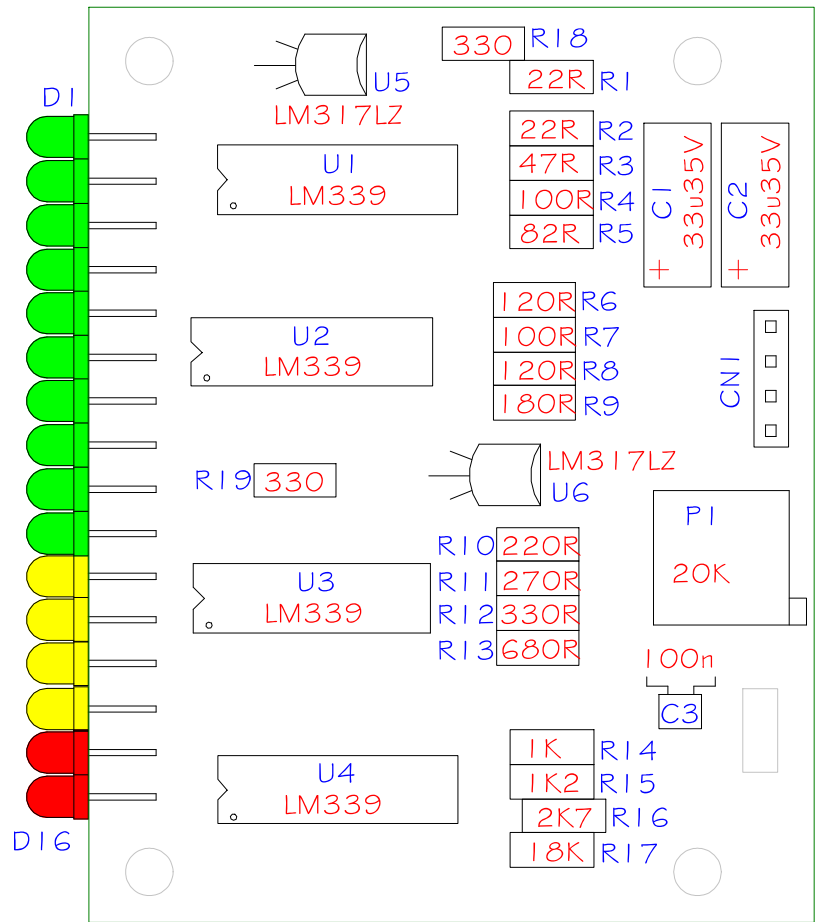 330 R18
22R R1
U5
LM317LZ
D1
22R R2
47R R3
100R R4
82R R5
U1
LM339
C1
33u35V
+
C2
33u35V
+
120R R6
100R R7
120R R8
180R R9
U2
LM339
CN1
R19 330
LM317LZ
U6
P1
20K
R10 220R
R11 270R
R12 330R
R13 680R
U3
LM339
100n
C3
1K R14
1K2 R15
2K7 R16
18K R17
U4
LM339
D16